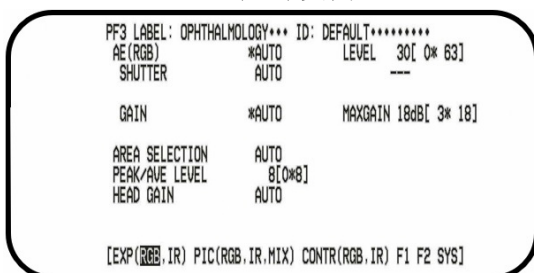 PF3 LABEL: OPHTHALMOLOGY*** ID: DEFAULT*********
AE(RGB) *AUTO LEVEL 30[ 0* 63]
SHUTTER AUTO ---
GAIN *AUTO MAXGAIN 18dB[ 3* 18]
AREA SELECTION AUTO
PEAK/AVE LEVEL 8[0*8]
HEAD GAIN AUTO
[EXP(RGB,IR) PIC(RGB,IR,MIX) CONTR(RGB,IR) F1 F2 SYS]